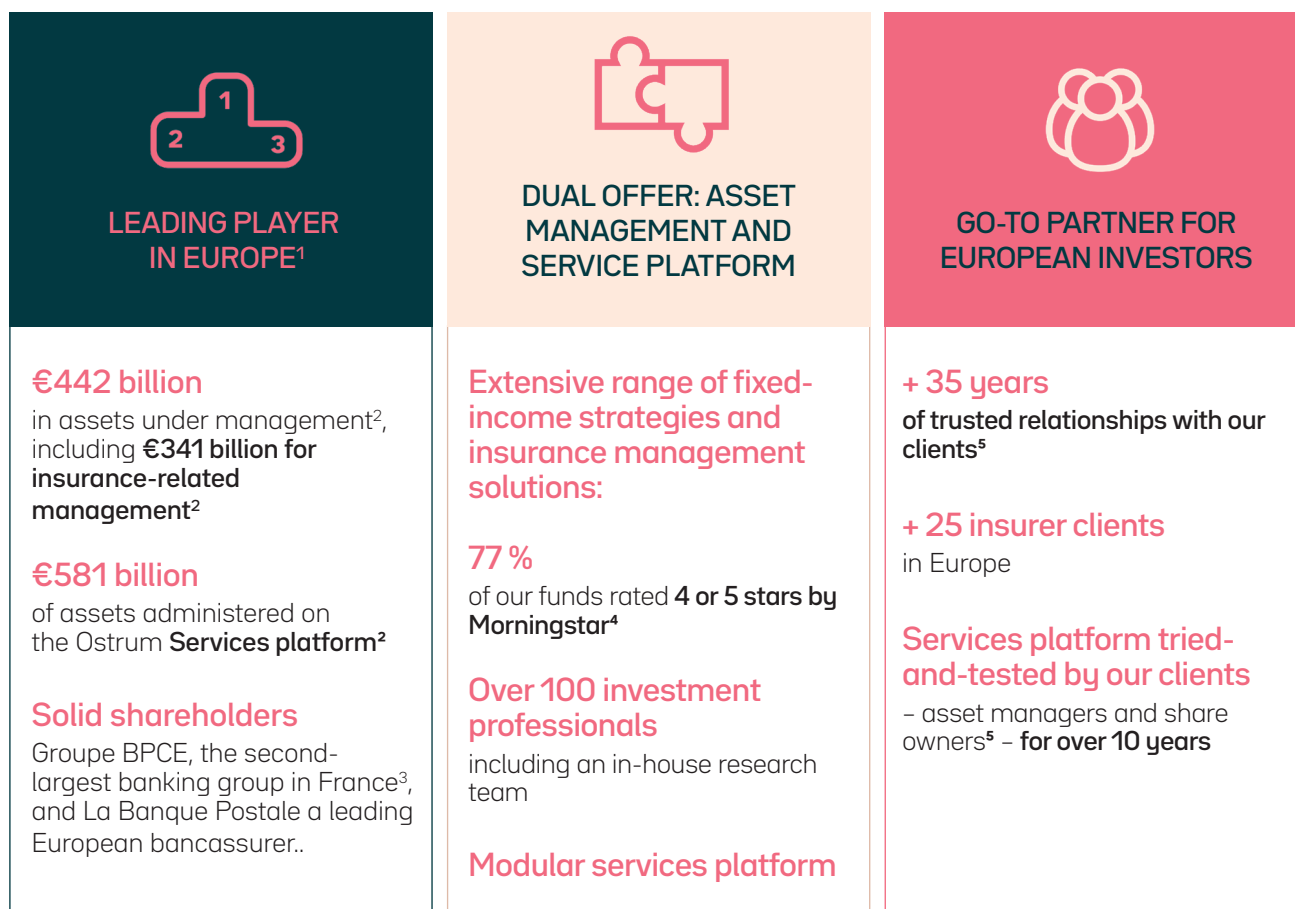 1
2
3
LEADING PLAYER
IN EUROPE¹
€442 billion
in assets under management²,
including €341 billion for
insurance-related
management²
€581 billion
of assets administered on
the Ostrum Services platform²
Solid shareholders
Groupe BPCE, the second-
largest banking group in France³,
and La Banque Postale a leading
European bancassurer..
DUAL OFFER: ASSET
MANAGEMENT AND
SERVICE PLATFORM
Extensive range of fixed-
income strategies and
insurance management
solutions:
77 %
of our funds rated 4 or 5 stars by
Morningstar⁴
Over 100 investment
professionals
including an in-house research
team
Modular services platform
GO-TO PARTNER FOR
EUROPEAN INVESTORS
+ 35 years
of trusted relationships with our
clients⁵
+ 25 insurer clients
in Europe
Services platform tried-
and-tested by our clients
– asset managers and share
owners⁵ – for over 10 years